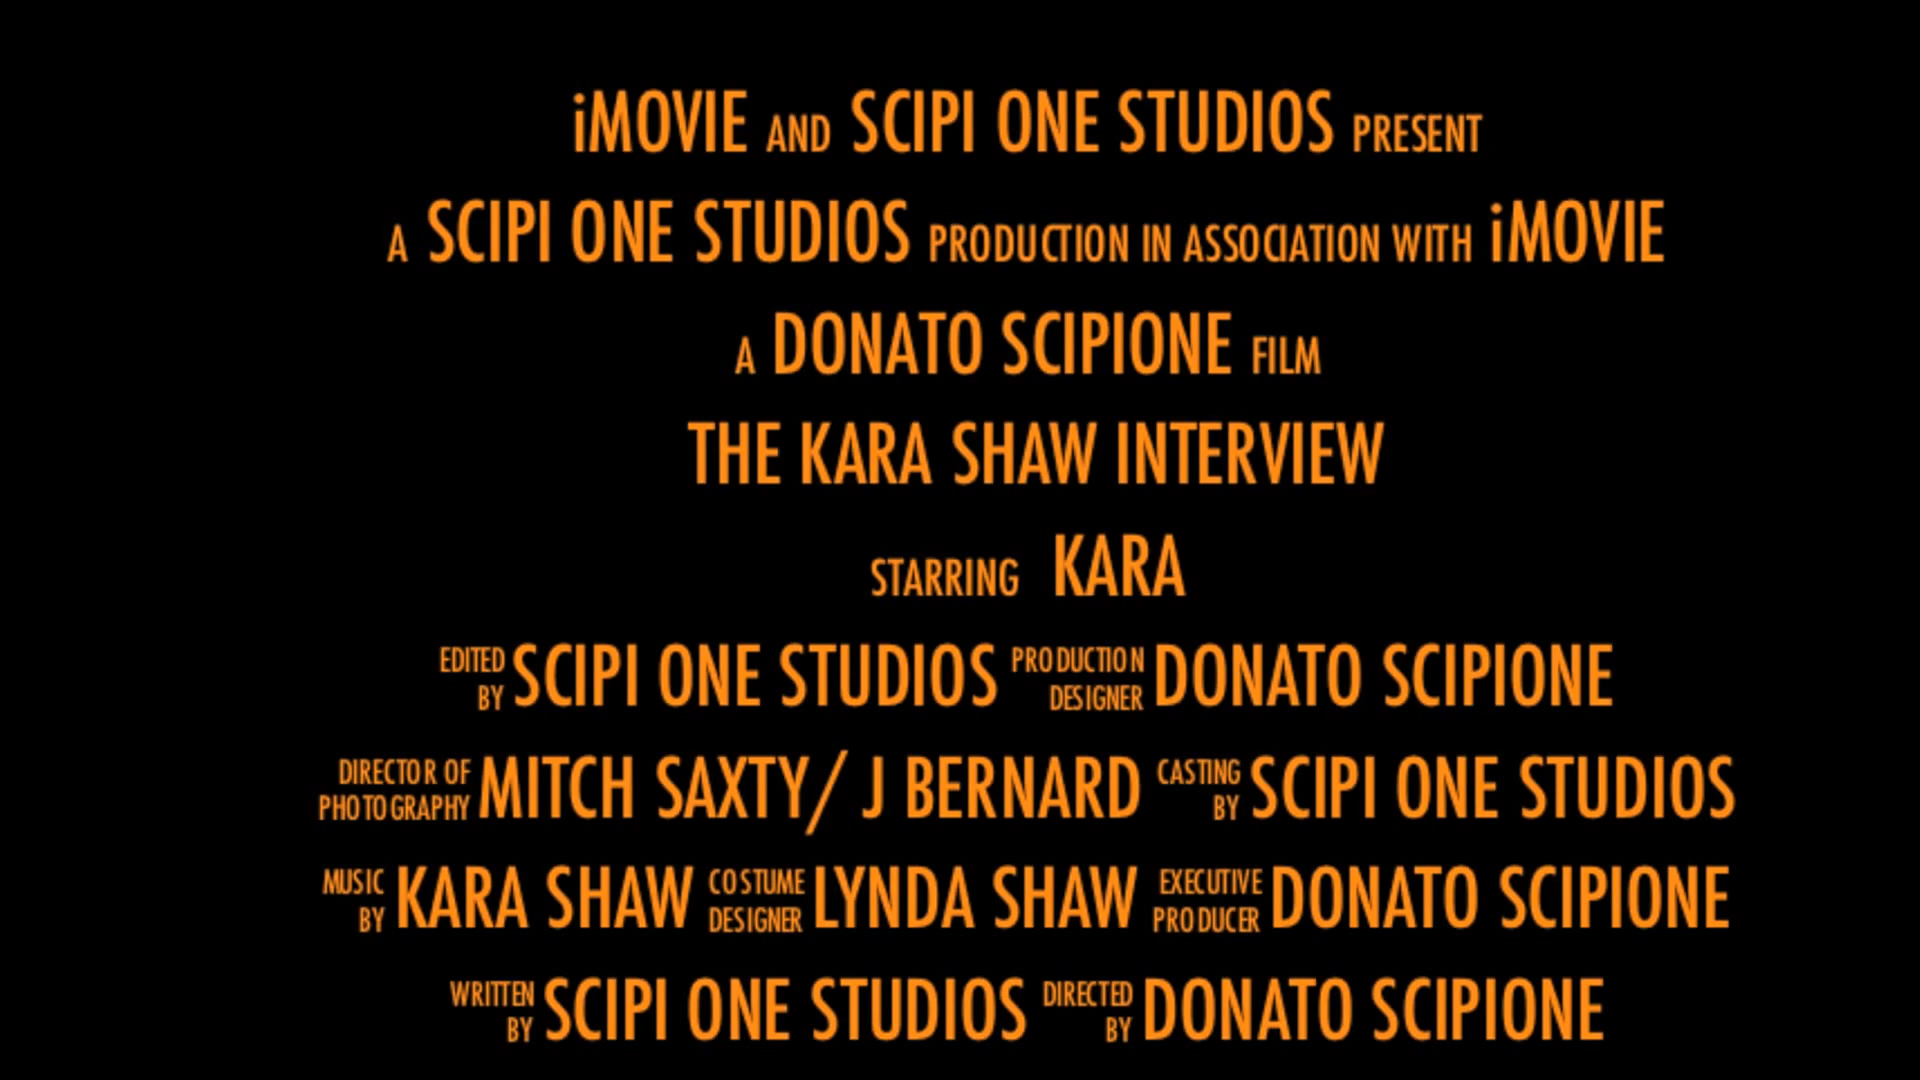 iMOVIE AND SCIPI ONE STUDIOS PRESENT
A SCIPI ONE STUDIOS PRODUCTION IN ASSOCIATION WITH iMOVIE
A DONATO SCIPIONE FILM
THE KARA SHAW INTERVIEW
STARRING KARA
EDITED BY SCIPI ONE STUDIOS PRODUCTION DESIGNER DONATO SCIPIONE
DIRECTOR OF PHOTOGRAPHY MITCH SAXTY/ J BERNARD CASTING BY SCIPI ONE STUDIOS
MUSIC BY KARA SHAW COSTUME DESIGNER LYNDA SHAW EXECUTIVE PRODUCER DONATO SCIPIONE
WRITTEN BY SCIPI ONE STUDIOS DIRECTED BY DONATO SCIPIONE